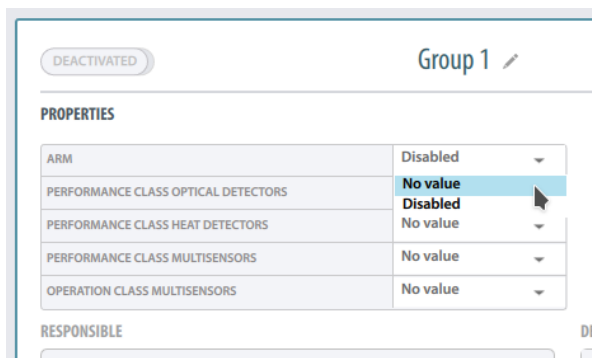 DEACTIVATED
Group 1
PROPERTIES
ARM Disabled
No value
PERFORMANCE CLASS OPTICAL DETECTORS
Disabled
PERFORMANCE CLASS HEAT DETECTORS No value
PERFORMANCE CLASS MULTISENSORS No value
OPERATION CLASS MULTISENSORS No value
RESPONSIBLE